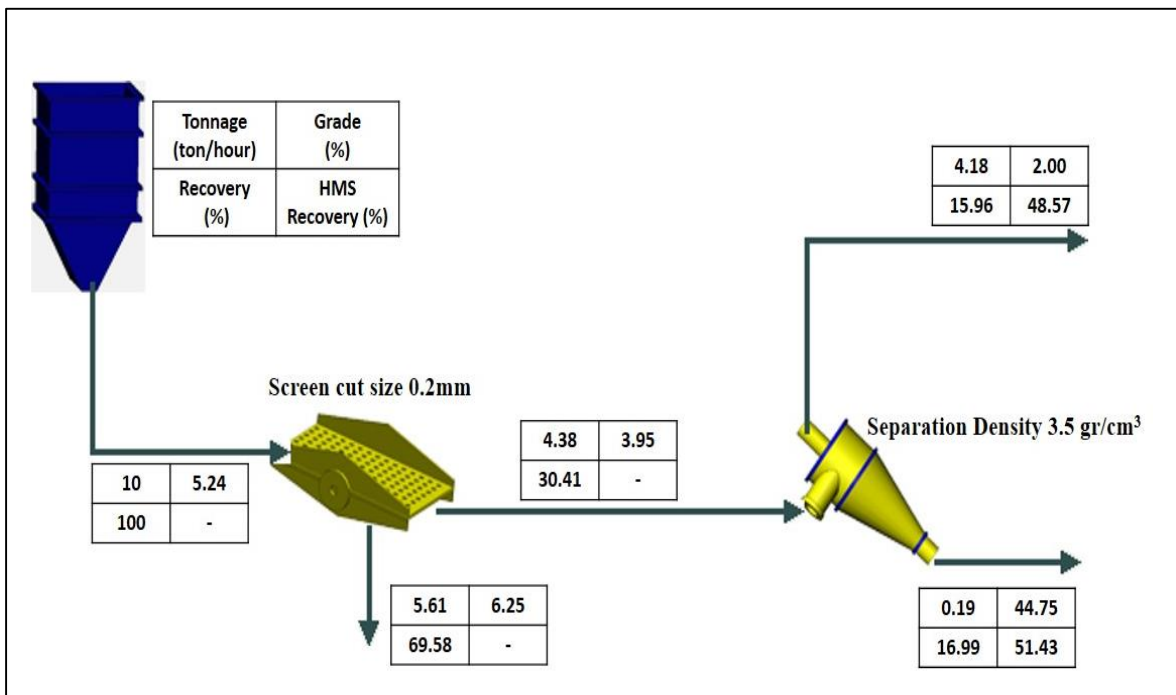 Tonnage
(ton/hour)
Grade
(%)
Recovery
(%)
HMS
Recovery (%)
4.18 2.00
15.96 48.57
Screen cut size 0.2mm
Separation Density 3.5 gr/cm³
4.38 3.95
30.41 -
10 5.24
100 -
5.61 6.25
69.58 -
0.19 44.75
16.99 51.43